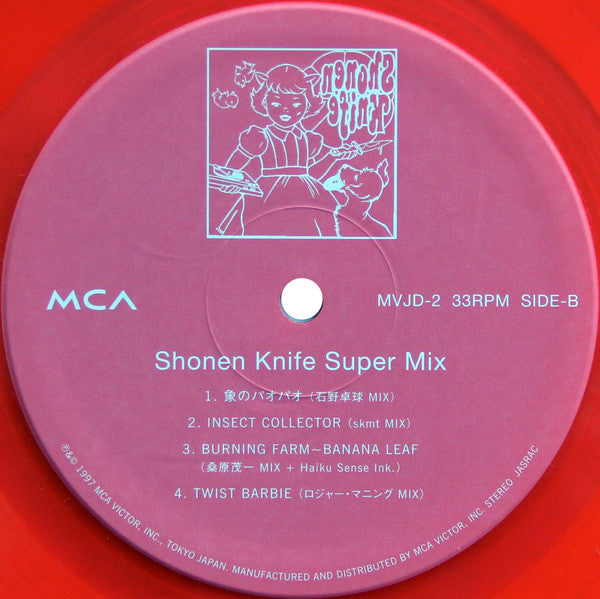 Shonen
Knife
MCA
MVJD-2 33RPM SIDE-B
Shonen Knife Super Mix
1. 象のパオパオ（石野卓球 MIX）
2. INSECT COLLECTOR（skmt MIX）
3. BURNING FARM~BANANA LEAF
（桑原茂一 MIX + Haiku Sense Ink.）
4. TWIST BARBIE（ロジャー・マニング MIX）
℗&© 1997 MCA VICTOR, INC., TOKYO JAPAN. MANUFACTURED AND DISTRIBUTED BY MCA VICTOR, INC. STEREO JASRAC